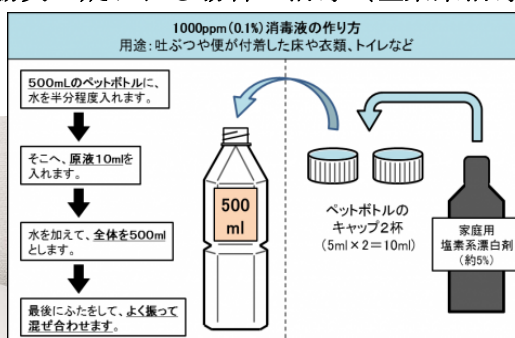 1000ppm(0.1%)消毒液の作り方
用途：吐ぶつや便が付着した床や衣類、トイレなど
500mLのペットボトルに、
水を半分程度入れます。
そこへ、原液10mlを
入れます。
水を加えて、全体を500ml
とします。
最後にふたをして、よく振って
混ぜ合わせます。
500
ml
ペットボトルの
キャップ2杯
(5ml×2=10ml)
家庭用
塩素系漂白剤
(約5%)